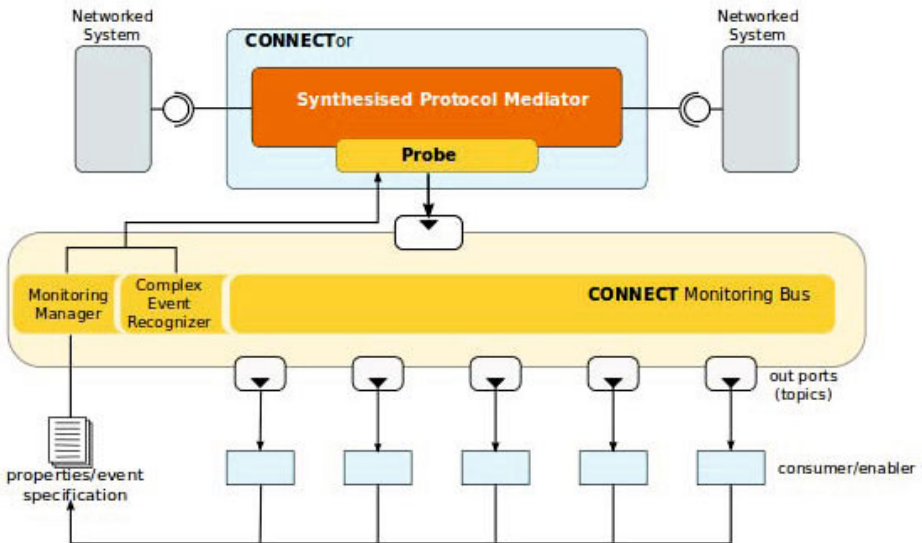 Networked
System
Networked
System
CONNECTor
Synthesised Protocol Mediator
Probe
Monitoring
Manager
Complex
Event
Recognizer
CONNECT Monitoring Bus
out ports
(topics)
properties/event
specification
consumer/enabler